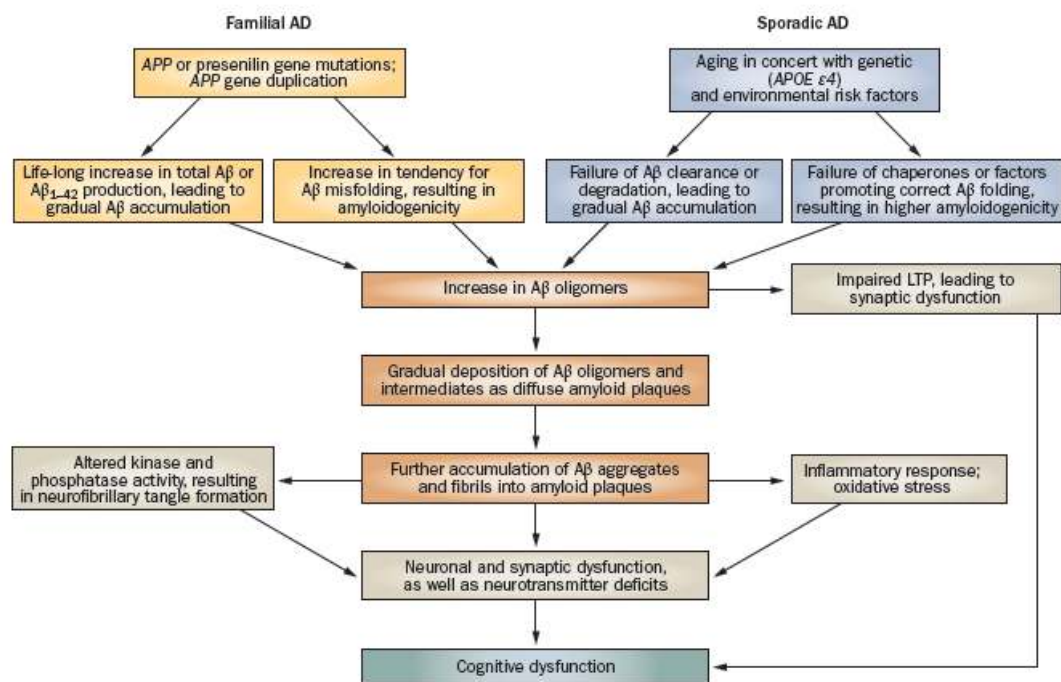 Familial AD
Sporadic AD
APP or presenilin gene mutations;
APP gene duplication
Aging in concert with genetic
(APOE ε4)
and environmental risk factors
Life-long increase in total Aβ or
Aβ1–42 production, leading to
gradual Aβ accumulation
Increase in tendency for
Aβ misfolding, resulting in
amyloidogenicity
Failure of Aβ clearance or
degradation, leading to
gradual Aβ accumulation
Failure of chaperones or factors
promoting correct Aβ folding,
resulting in higher amyloidogenicity
Increase in Aβ oligomers
Impaired LTP, leading to
synaptic dysfunction
Gradual deposition of Aβ oligomers and
intermediates as diffuse amyloid plaques
Altered kinase and
phosphatase activity, resulting
in neurofibrillary tangle formation
Further accumulation of Aβ aggregates
and fibrils into amyloid plaques
Inflammatory response;
oxidative stress
Neuronal and synaptic dysfunction,
as well as neurotransmitter deficits
Cognitive dysfunction